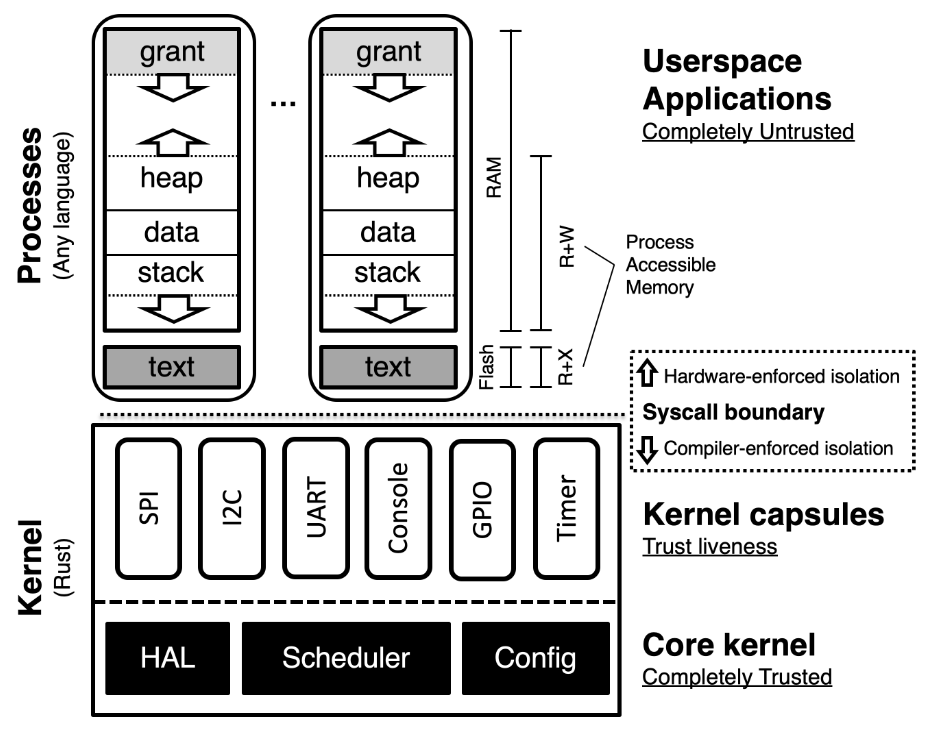 Processes
(Any language)
grant
heap
data
stack
text
...
grant
heap
data
stack
text
RAM
Flash
R+W
R+X
Process
Accessible
Memory
Userspace
Applications
Completely Untrusted
Hardware-enforced isolation
Syscall boundary
Compiler-enforced isolation
Kernel
(Rust)
SPI
I2C
UART
Console
GPIO
Timer
Kernel capsules
Trust liveness
HAL
Scheduler
Config
Core kernel
Completely Trusted